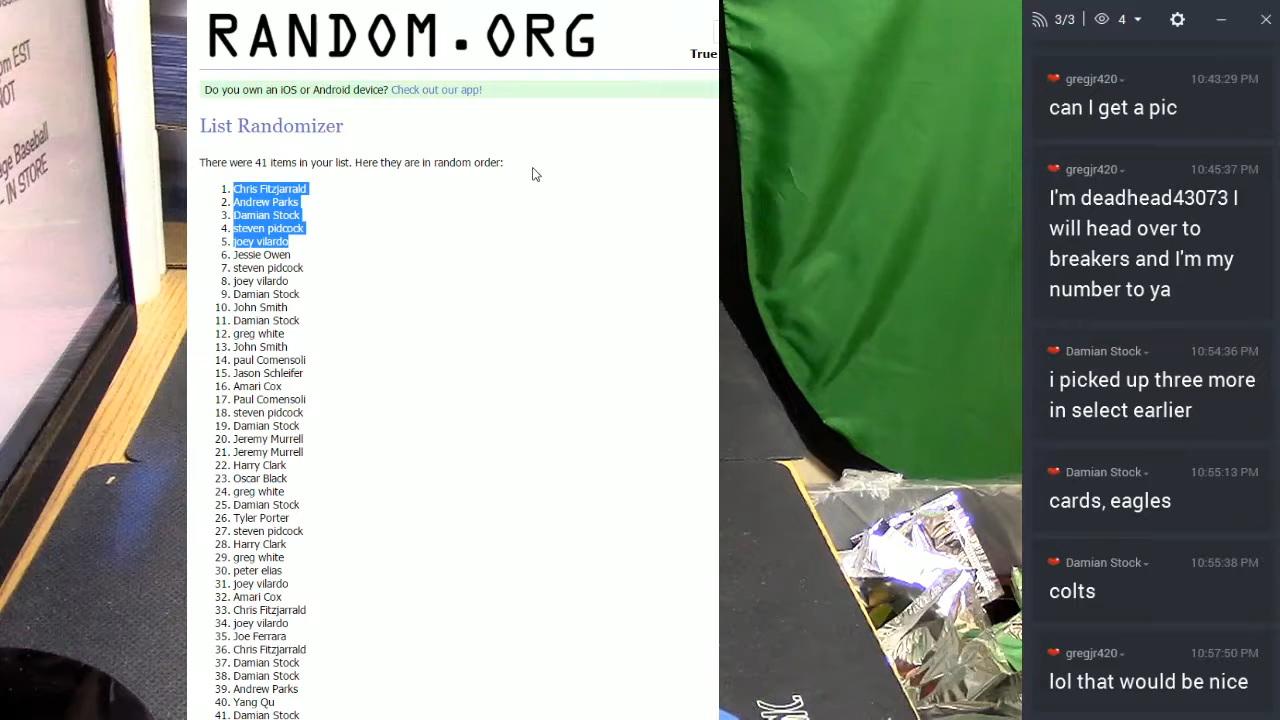 om EST
NOT
ge Baseball
IN STORE
RANDOM.ORG
True
Do you own an iOS or Android device? Check out our app!
List Randomizer
There were 41 items in your list. Here they are in random order:
1. Chris Fitzjarrald
2. Andrew Parks
3. Damian Stock
4. steven pidcock
5. joey vilardo
6. Jessie Owen
7. steven pidcock
8. joey vilardo
9. Damian Stock
10. John Smith
11. Damian Stock
12. greg white
13. John Smith
14. paul Comensoli
15. Jason Schleifer
16. Amari Cox
17. Paul Comensoli
18. steven pidcock
19. Damian Stock
20. Jeremy Murrell
21. Jeremy Murrell
22. Harry Clark
23. Oscar Black
24. greg white
25. Damian Stock
26. Tyler Porter
27. steven pidcock
28. Harry Clark
29. greg white
30. peter elias
31. joey vilardo
32. Amari Cox
33. Chris Fitzjarrald
34. joey vilardo
35. Joe Ferrara
36. Chris Fitzjarrald
37. Damian Stock
38. Damian Stock
39. Andrew Parks
40. Yang Qu
41. Damian Stock
3/3 4
gregjr420 10:43:29 PM
can I get a pic
gregjr420 10:45:37 PM
I'm deadhead43073 I
will head over to
breakers and I'm my
number to ya
Damian Stock 10:54:36 PM
i picked up three more
in select earlier
Damian Stock 10:55:13 PM
cards, eagles
Damian Stock 10:55:38 PM
colts
gregjr420 10:57:50 PM
lol that would be nice